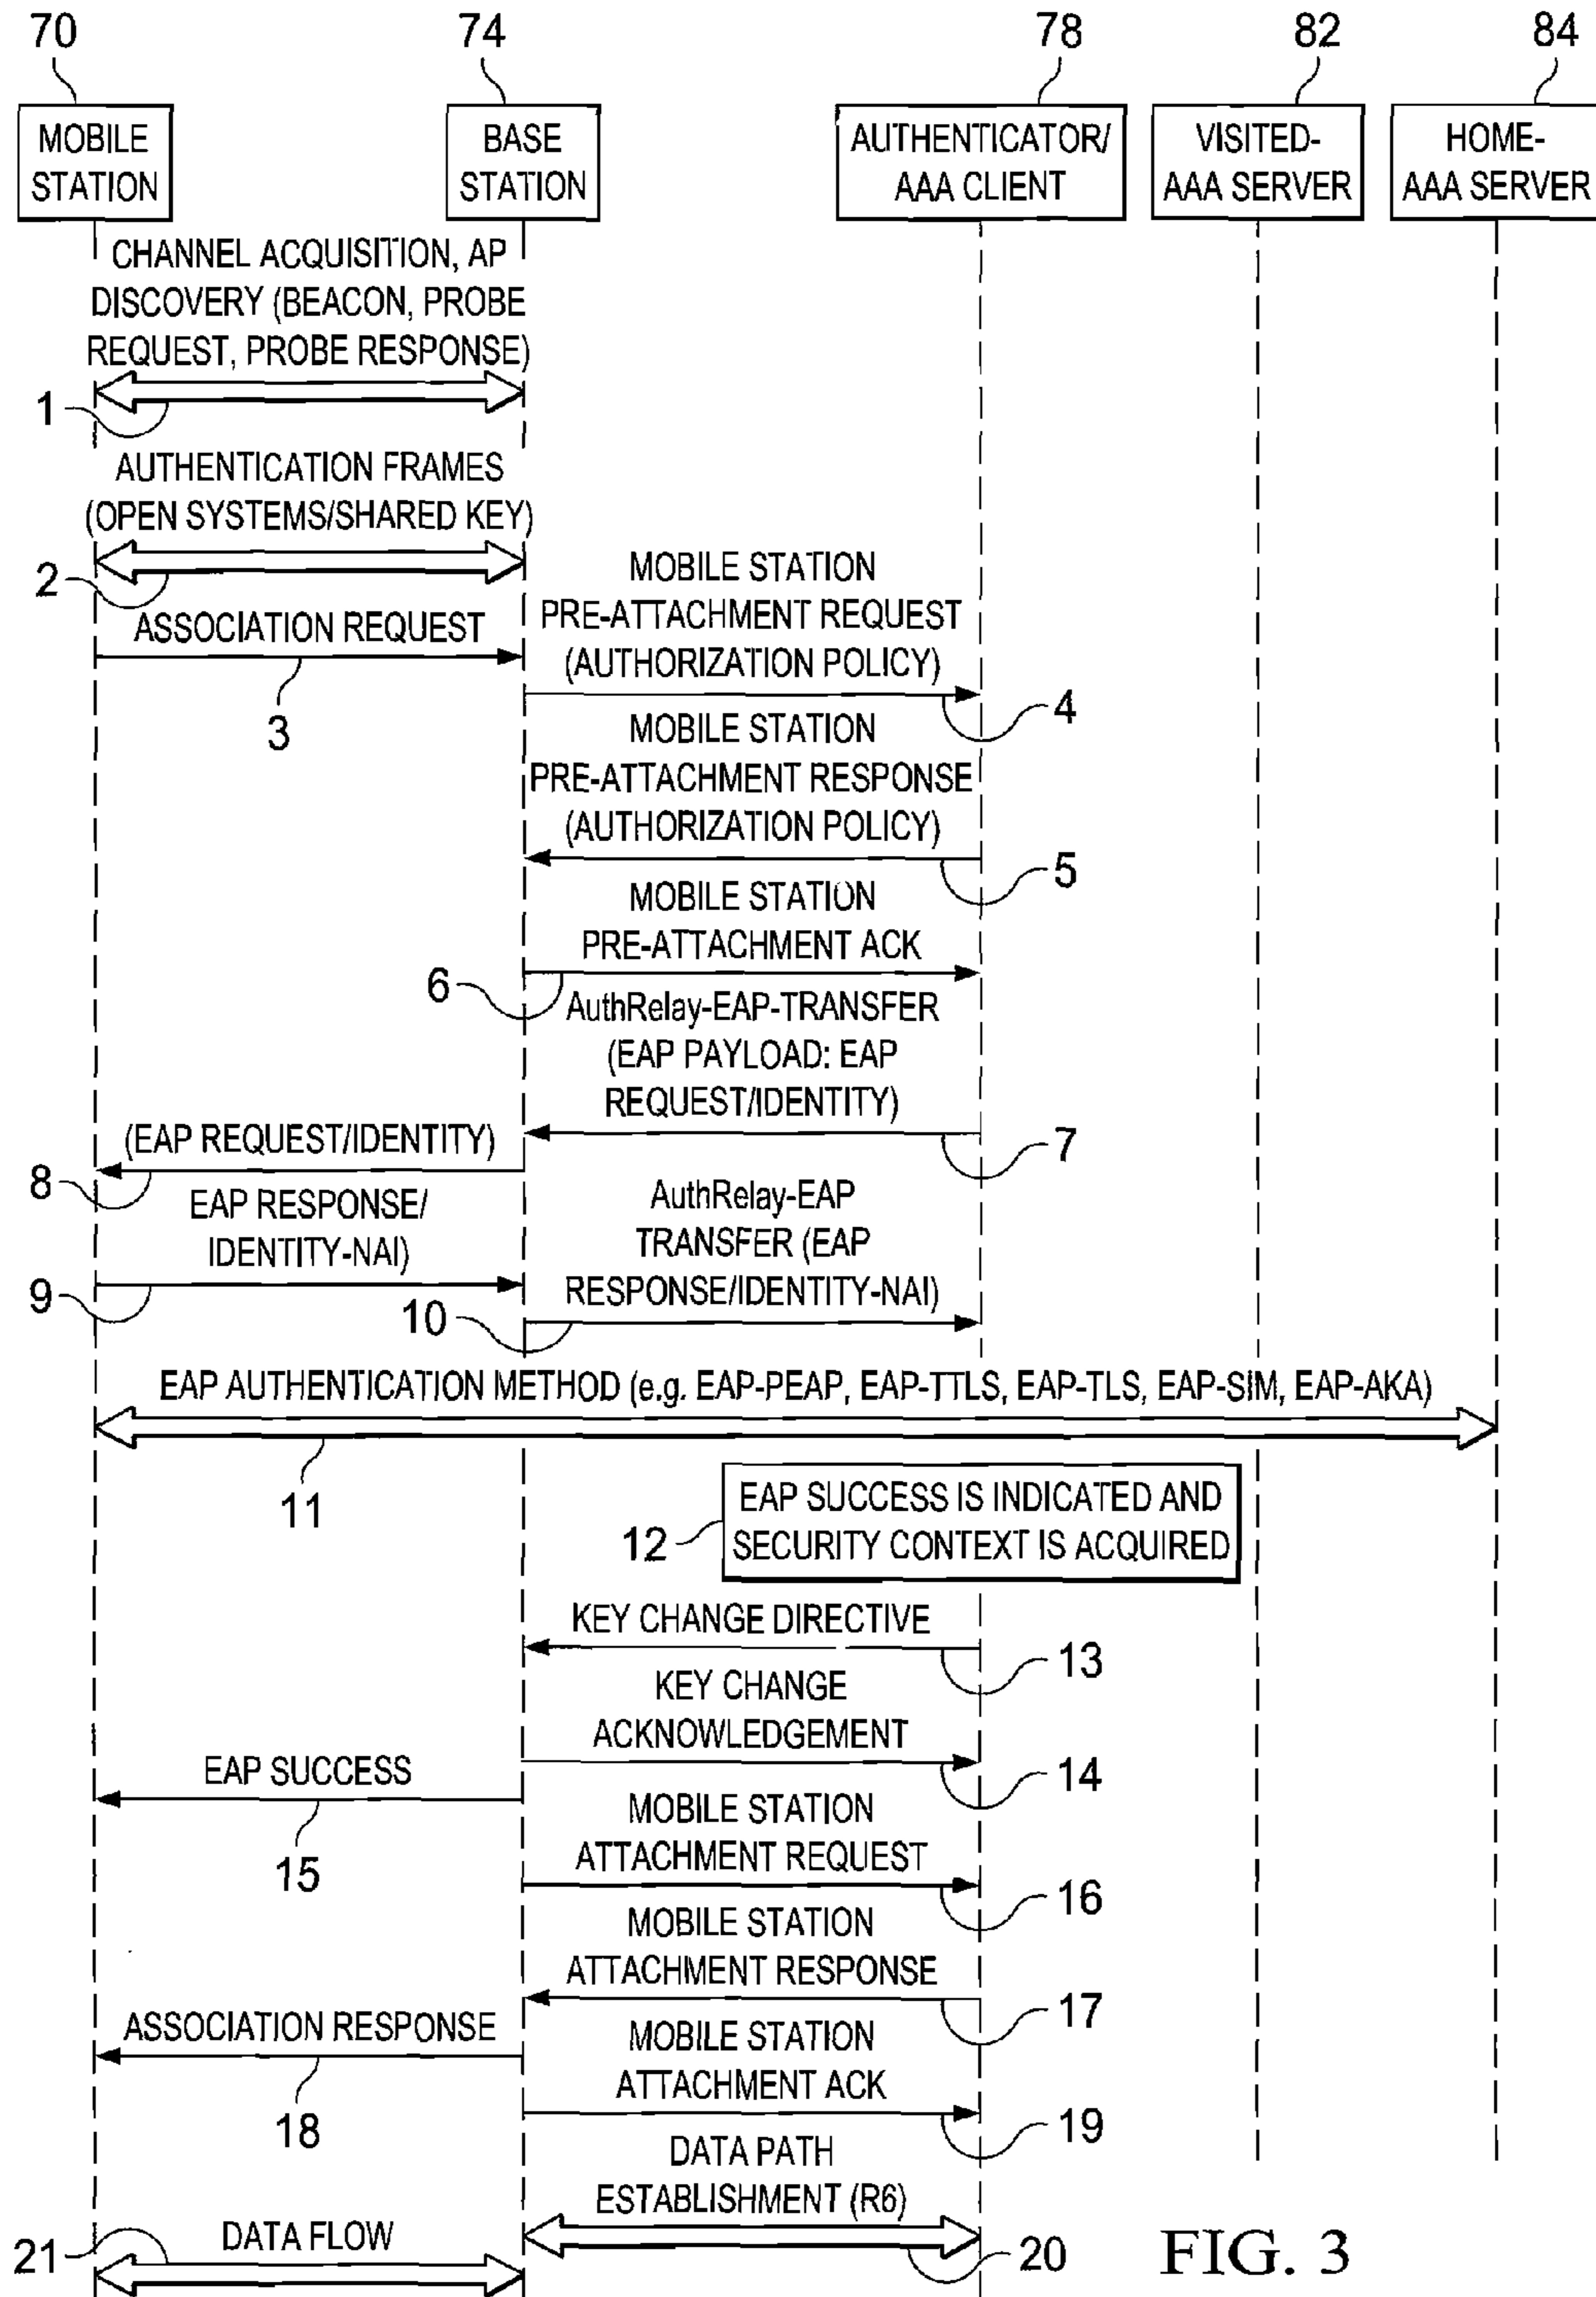 70
74
78
82
84
MOBILE
STATION
BASE
STATION
AUTHENTICATOR/
AAA CLIENT
VISITED-
AAA SERVER
HOME-
AAA SERVER
CHANNEL ACQUISITION, AP
DISCOVERY (BEACON, PROBE
REQUEST, PROBE RESPONSE)
1
AUTHENTICATION FRAMES
(OPEN SYSTEMS/SHARED KEY)
2
ASSOCIATION REQUEST
3
MOBILE STATION
PRE-ATTACHMENT REQUEST
(AUTHORIZATION POLICY)
4
MOBILE STATION
PRE-ATTACHMENT RESPONSE
(AUTHORIZATION POLICY)
5
MOBILE STATION
PRE-ATTACHMENT ACK
6
AuthRelay-EAP-TRANSFER
(EAP PAYLOAD: EAP
REQUEST/IDENTITY)
7
(EAP REQUEST/IDENTITY)
8
EAP RESPONSE/
IDENTITY-NAI)
9
AuthRelay-EAP
TRANSFER (EAP
RESPONSE/IDENTITY-NAI)
10
EAP AUTHENTICATION METHOD (e.g. EAP-PEAP, EAP-TTLS, EAP-TLS, EAP-SIM, EAP-AKA)
11
EAP SUCCESS IS INDICATED AND
SECURITY CONTEXT IS ACQUIRED
12
KEY CHANGE DIRECTIVE
13
KEY CHANGE
ACKNOWLEDGEMENT
14
EAP SUCCESS
15
MOBILE STATION
ATTACHMENT REQUEST
16
MOBILE STATION
ATTACHMENT RESPONSE
17
ASSOCIATION RESPONSE
18
MOBILE STATION
ATTACHMENT ACK
19
DATA PATH
ESTABLISHMENT (R6)
20
DATA FLOW
21
FIG. 3